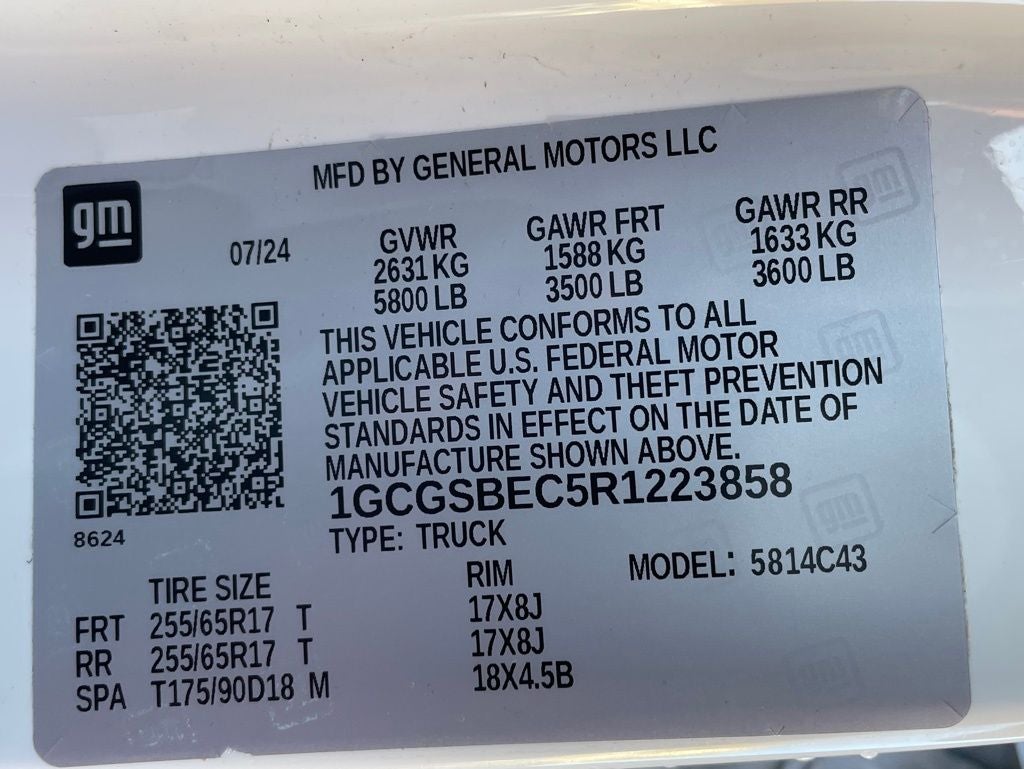 MFD BY GENERAL MOTORS LLC
gm
07/24
GVWR GAWR FRT GAWR RR
2631 KG 1588 KG 1633 KG
5800 LB 3500 LB 3600 LB
THIS VEHICLE CONFORMS TO ALL
APPLICABLE U.S. FEDERAL MOTOR
VEHICLE SAFETY AND THEFT PREVENTION
STANDARDS IN EFFECT ON THE DATE OF
MANUFACTURE SHOWN ABOVE.
1GCGSBEC5R1223858
8624
TYPE: TRUCK MODEL: 5814C43
TIRE SIZE RIM
FRT 255/65R17 T 17X8J
RR 255/65R17 T 17X8J
SPA T175/90D18 M 18X4.5B